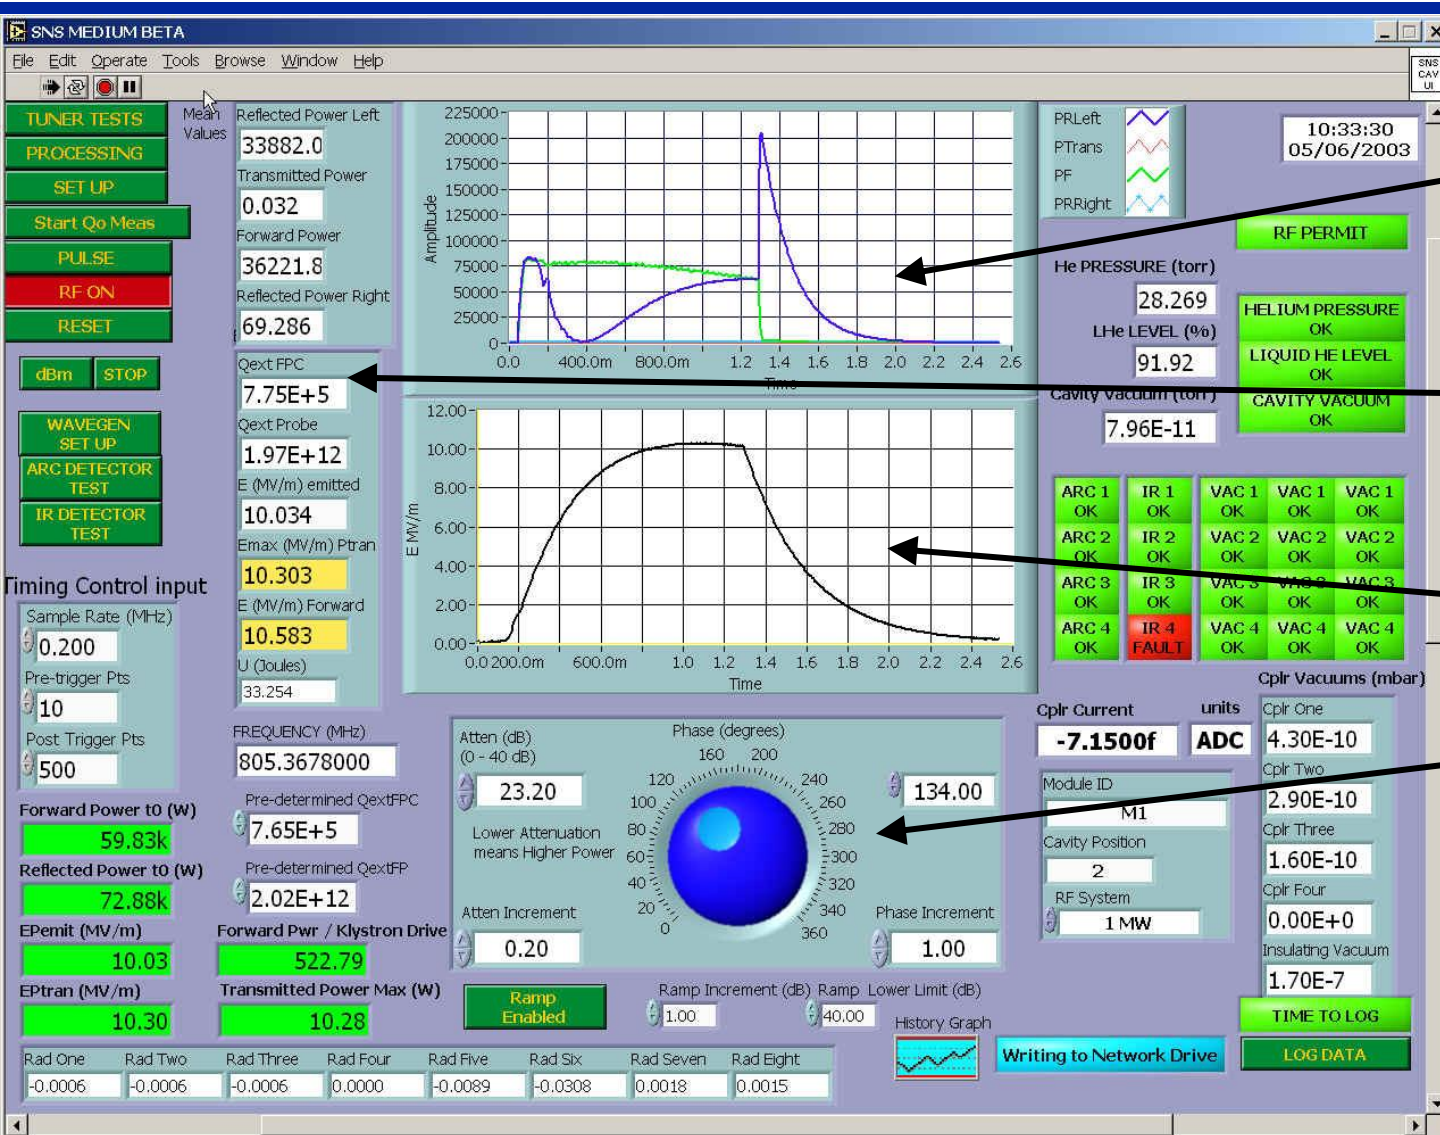 SNS MEDIUM BETA
File Edit Operate Tools Browse Window Help
SNS
CAV
UI
TUNER TESTS
PROCESSING
SET UP
Start Qo Meas
PULSE
RF ON
RESET
dBm STOP
WAVEGEN
SET UP
ARC DETECTOR
TEST
IR DETECTOR
TEST
Mean
Values
Reflected Power Left
33882.0
Transmitted Power
0.032
Forward Power
36221.8
Reflected Power Right
69.286
Qext FPC
7.75E+5
Qext Probe
1.97E+12
E (MV/m) emitted
10.034
Emax (MV/m) Ptran
10.303
E (MV/m) Forward
10.583
U (Joules)
33.254
225000
200000
175000
150000
125000
100000
75000
50000
25000
0
Amplitude
0.0 400.0m 800.0m 1.2 1.4 1.6 1.8 2.0 2.2 2.4 2.6
Time
12.00
10.00
8.00
6.00
4.00
2.00
0.00
E MV/m
0.0 200.0m 600.0m 1.0 1.2 1.4 1.6 1.8 2.0 2.2 2.4 2.6
Time
PRLeft
PTrans
PF
PRRight
10:33:30
05/06/2003
RF PERMIT
He PRESSURE (torr)
28.269
LHe LEVEL (%)
91.92
Cavity Vacuum (torr)
7.96E-11
HELIUM PRESSURE
OK
LIQUID HE LEVEL
OK
CAVITY VACUUM
OK
ARC 1 OK IR 1 OK VAC 1 OK VAC 1 OK VAC 1 OK
ARC 2 OK IR 2 OK VAC 2 OK VAC 2 OK VAC 2 OK
ARC 3 OK IR 3 OK VAC 3 OK VAC 3 OK VAC 3 OK
ARC 4 OK IR 4 FAULT VAC 4 OK VAC 4 OK VAC 4 OK
Timing Control input
Sample Rate (MHz)
0.200
Pre-trigger Pts
10
Post Trigger Pts
500
Forward Power t0 (W)
59.83k
Reflected Power t0 (W)
72.88k
EPemit (MV/m)
10.03
EPtran (MV/m)
10.30
FREQUENCY (MHz)
805.3678000
Pre-determined QextFPC
7.65E+5
Pre-determined QextFP
2.02E+12
Forward Pwr / Klystron Drive
522.79
Transmitted Power Max (W)
10.28
Atten (dB)
(0 - 40 dB)
23.20
Lower Attenuation
means Higher Power
Atten Increment
0.20
Phase (degrees)
0 20 40 60 80 100 120 160 200 240 260 280 300 320 340 360
134.00
Phase Increment
1.00
Ramp
Enabled
Ramp Increment (dB)
1.00
Ramp Lower Limit (dB)
40.00
Cplr Current units
-7.1500f ADC
Module ID
M1
Cavity Position
2
RF System
1 MW
Cplr Vacuums (mbar)
Cplr One
4.30E-10
Cplr Two
2.90E-10
Cplr Three
1.60E-10
Cplr Four
0.00E+0
Insulating Vacuum
1.70E-7
TIME TO LOG
LOG DATA
History Graph
Writing to Network Drive
Rad One Rad Two Rad Three Rad Four Rad Five Rad Six Rad Seven Rad Eight
-0.0006 -0.0006 -0.0006 0.0000 -0.0089 -0.0308 0.0018 0.0015